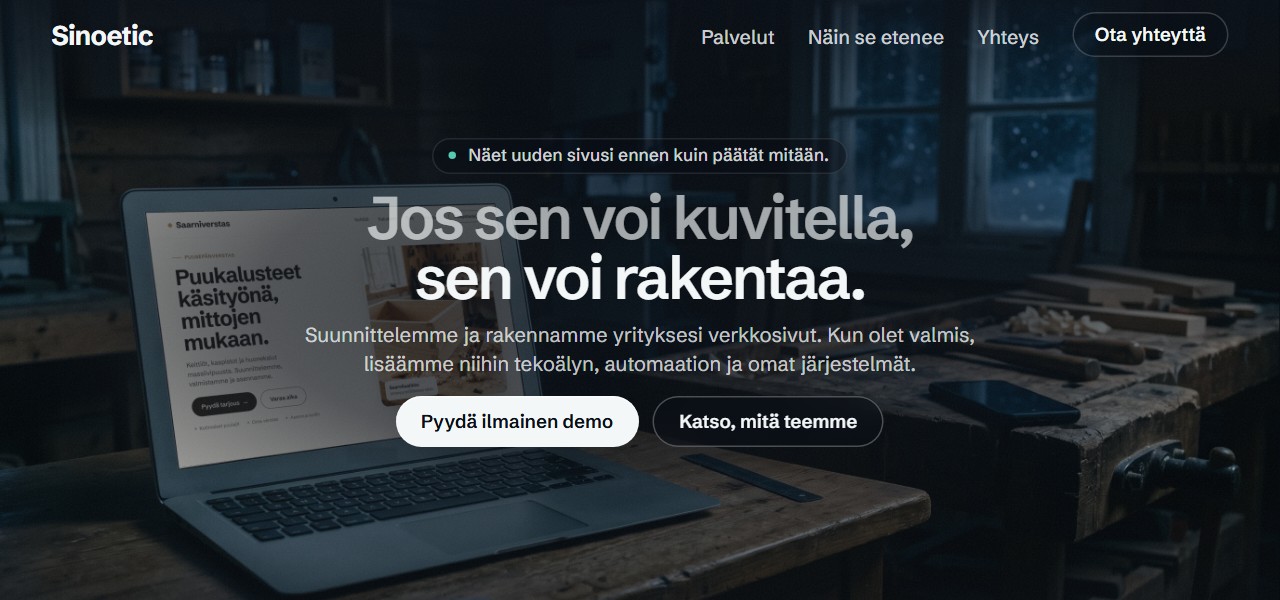 Sinoetic
Palvelut
Näin se etenee
Yhteys
Ota yhteyttä
Näet uuden sivusi ennen kuin päätät mitään.
Jos sen voi kuvitella,
sen voi rakentaa.
Suunnittelemme ja rakennamme yrityksesi verkkosivut. Kun olet valmis,
lisäämme niihin tekoälyn, automaation ja omat järjestelmät.
Pyydä ilmainen demo
Katso, mitä teemme
Saarniverstas
Puukalusteet
käsityönä,
mittojen
mukaan.
Pyydä tarjous →